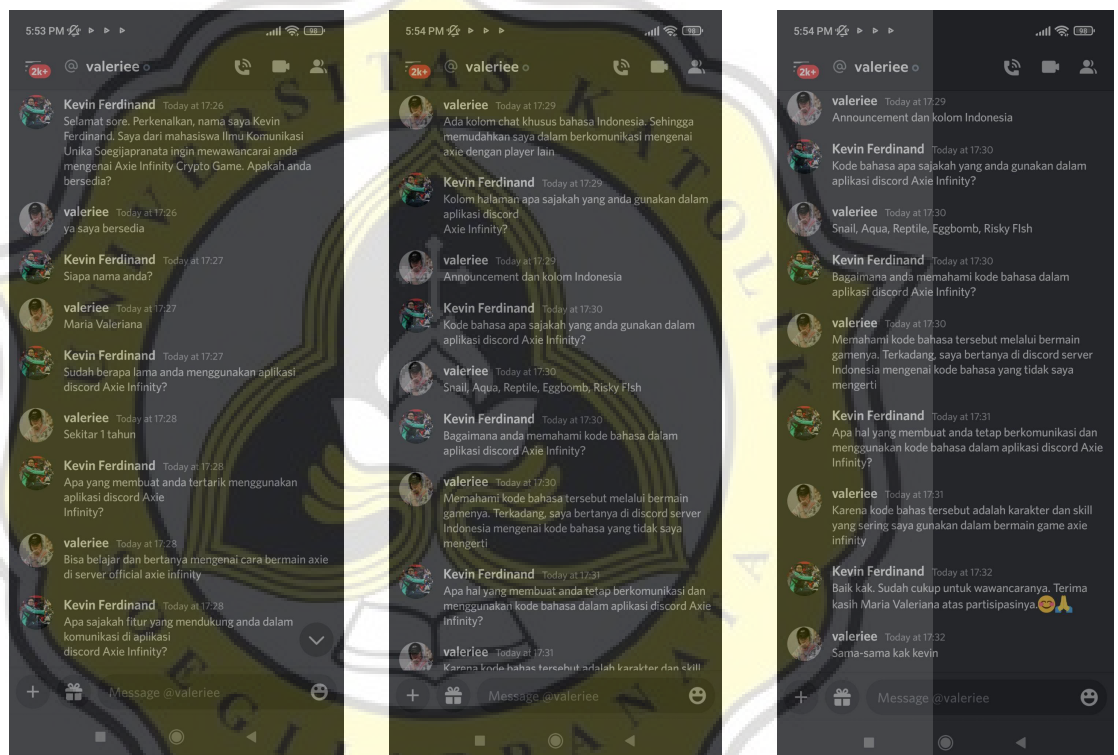 5:53 PM
98
2k+
@ valeriee
Kevin Ferdinand Today at 17:26
Selamat sore. Perkenalkan, nama saya Kevin
Ferdinand. Saya dari mahasiswa Ilmu Komunikasi
Unika Soegijapranata ingin mewawancarai anda
mengenai Axie Infinity Crypto Game. Apakah anda
bersedia?
valeriee Today at 17:26
ya saya bersedia
Kevin Ferdinand Today at 17:27
Siapa nama anda?
valeriee Today at 17:27
Maria Valeriana
Kevin Ferdinand Today at 17:27
Sudah berapa lama anda menggunakan aplikasi
discord Axie Infinity?
valeriee Today at 17:28
Sekitar 1 tahun
Kevin Ferdinand Today at 17:28
Apa yang membuat anda tertarik menggunakan
aplikasi discord Axie
Infinity?
valeriee Today at 17:28
Bisa belajar dan bertanya mengenai cara bermain axie
di server official axie infinity
Kevin Ferdinand Today at 17:28
Apa sajakah fitur yang mendukung anda dalam
komunikasi di aplikasi
discord Axie Infinity?
Message @valeriee
5:54 PM
98
2k+
@ valeriee
valeriee Today at 17:29
Ada kolom chat khusus bahasa Indonesia. Sehingga
memudahkan saya dalam berkomunikasi mengenai
axie dengan player lain
Kevin Ferdinand Today at 17:29
Kolom halaman apa sajakah yang anda gunakan dalam
aplikasi discord
Axie Infinity?
valeriee Today at 17:29
Announcement dan kolom Indonesia
Kevin Ferdinand Today at 17:30
Kode bahasa apa sajakah yang anda gunakan dalam
aplikasi discord Axie Infinity?
valeriee Today at 17:30
Snail, Aqua, Reptile, Eggbomb, Risky FIsh
Kevin Ferdinand Today at 17:30
Bagaimana anda memahami kode bahasa dalam
aplikasi discord Axie Infinity?
valeriee Today at 17:30
Memahami kode bahasa tersebut melalui bermain
gamenya. Terkadang, saya bertanya di discord server
Indonesia mengenai kode bahasa yang tidak saya
mengerti
Kevin Ferdinand Today at 17:31
Apa hal yang membuat anda tetap berkomunikasi dan
menggunakan kode bahasa dalam aplikasi discord Axie
Infinity?
valeriee Today at 17:31
Karena kode bahas tersebut adalah karakter dan skill
Message @valeriee
5:54 PM
98
2k+
@ valeriee
valeriee Today at 17:29
Announcement dan kolom Indonesia
Kevin Ferdinand Today at 17:30
Kode bahasa apa sajakah yang anda gunakan dalam
aplikasi discord Axie Infinity?
valeriee Today at 17:30
Snail, Aqua, Reptile, Eggbomb, Risky FIsh
Kevin Ferdinand Today at 17:30
Bagaimana anda memahami kode bahasa dalam
aplikasi discord Axie Infinity?
valeriee Today at 17:30
Memahami kode bahasa tersebut melalui bermain
gamenya. Terkadang, saya bertanya di discord server
Indonesia mengenai kode bahasa yang tidak saya
mengerti
Kevin Ferdinand Today at 17:31
Apa hal yang membuat anda tetap berkomunikasi dan
menggunakan kode bahasa dalam aplikasi discord Axie
Infinity?
valeriee Today at 17:31
Karena kode bahas tersebut adalah karakter dan skill
yang sering saya gunakan dalam bermain game axie
infinity
Kevin Ferdinand Today at 17:32
Baik kak. Sudah cukup untuk wawancaranya. Terima
kasih Maria Valeriana atas partisipasinya.😊🙏
valeriee Today at 17:32
Sama-sama kak kevin
Message @valeriee